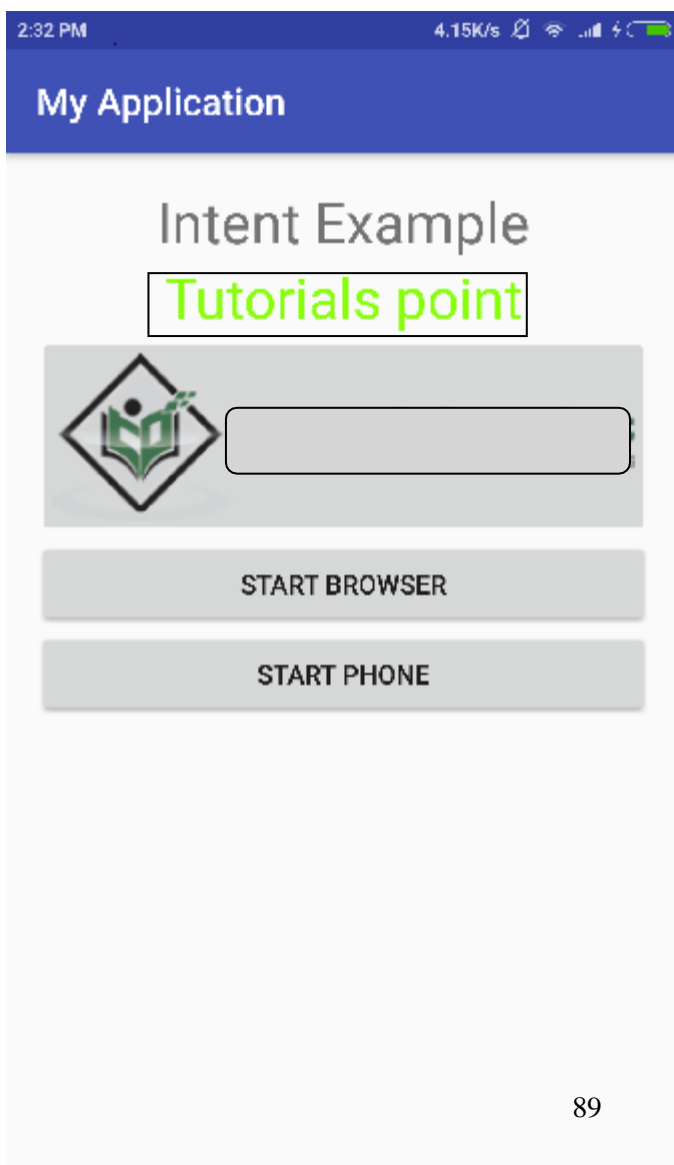 2:32 PM 4.15K/s
My Application
Intent Example
Tutorials point
START BROWSER
START PHONE
89